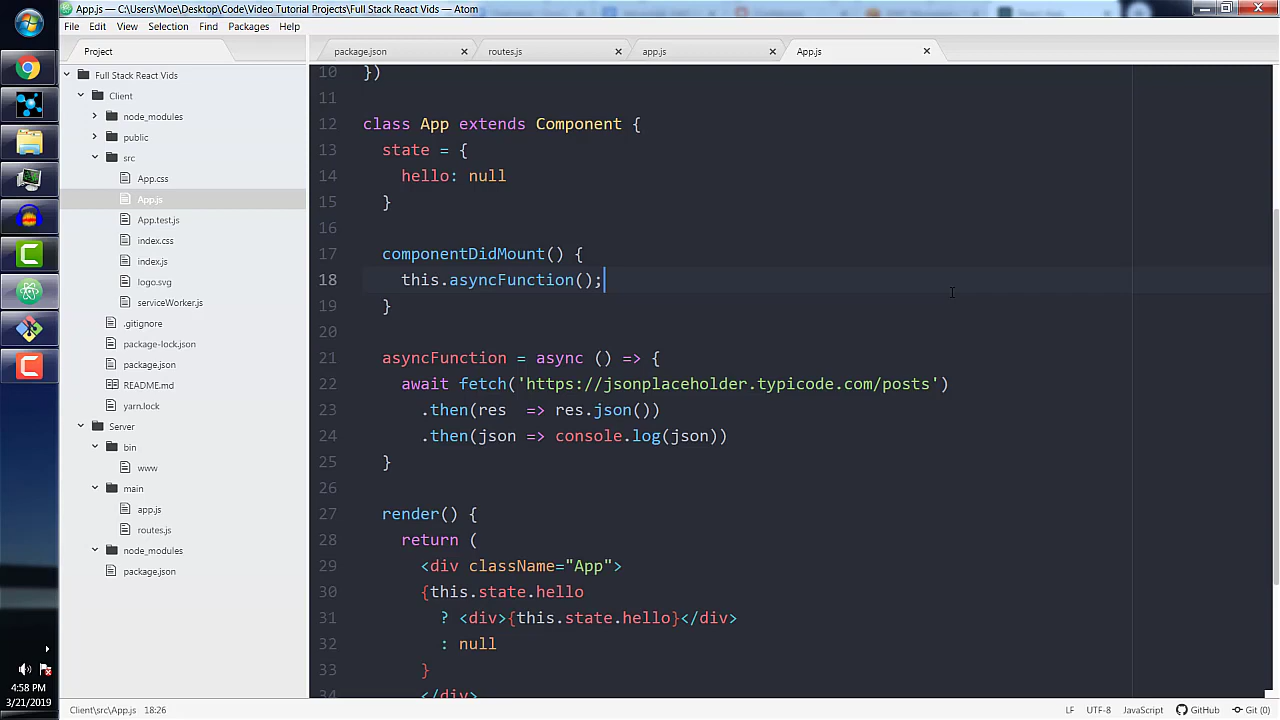 App.js — C:\Users\Moe\Desktop\Code\Video Tutorial Projects\Full Stack React Vids — Atom
File Edit View Selection Find Packages Help
Project
package.json
routes.js
app.js
App.js
Full Stack React Vids
Client
node_modules
public
src
App.css
App.js
App.test.js
index.css
index.js
logo.svg
serviceWorker.js
.gitignore
package-lock.json
package.json
README.md
yarn.lock
Server
bin
www
main
app.js
routes.js
node_modules
package.json
10 })
11
12 class App extends Component {
13 state = {
14 hello: null
15 }
16
17 componentDidMount() {
18 this.asyncFunction();
19 }
20
21 asyncFunction = async () => {
22 await fetch('https://jsonplaceholder.typicode.com/posts')
23 .then(res  => res.json())
24 .then(json => console.log(json))
25 }
26
27 render() {
28 return (
29 <div className="App">
30 {this.state.hello
31 ? <div>{this.state.hello}</div>
32 : null
33 }
34 </div>
4:58 PM
3/21/2019
Client\src\App.js 18:26
LF UTF-8 JavaScript GitHub Git (0)